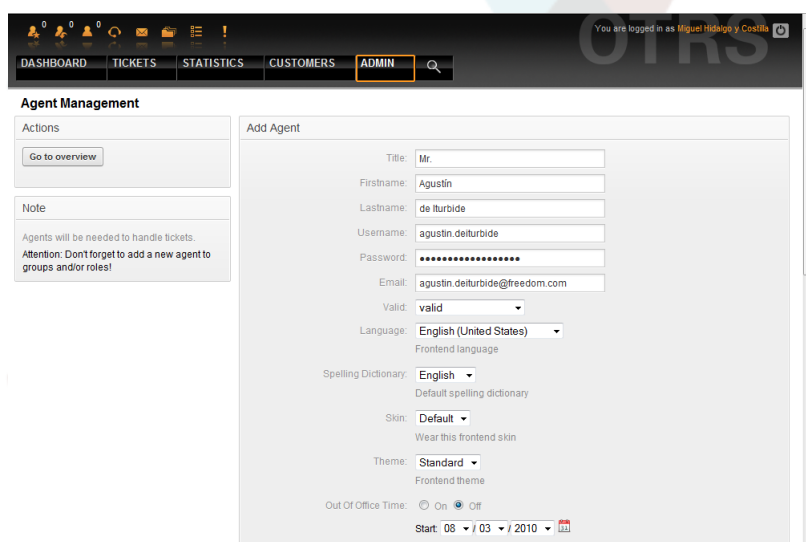 0 0 0
OTRS
You are logged in as Miguel Hidalgo y Costilla
DASHBOARD TICKETS STATISTICS CUSTOMERS ADMIN
Agent Management
Actions
Go to overview
Note
Agents will be needed to handle tickets.
Attention: Don't forget to add a new agent to
groups and/or roles!
Add Agent
Title: Mr.
Firstname: Agustín
Lastname: de Iturbide
Username: agustin.deiturbide
Password: ••••••••••••••••••
Email: agustin.deiturbide@freedom.com
Valid: valid
Language: English (United States)
Frontend language
Spelling Dictionary: English
Default spelling dictionary
Skin: Default
Wear this frontend skin
Theme: Standard
Frontend theme
Out Of Office Time: On Off
Start: 08 / 03 / 2010